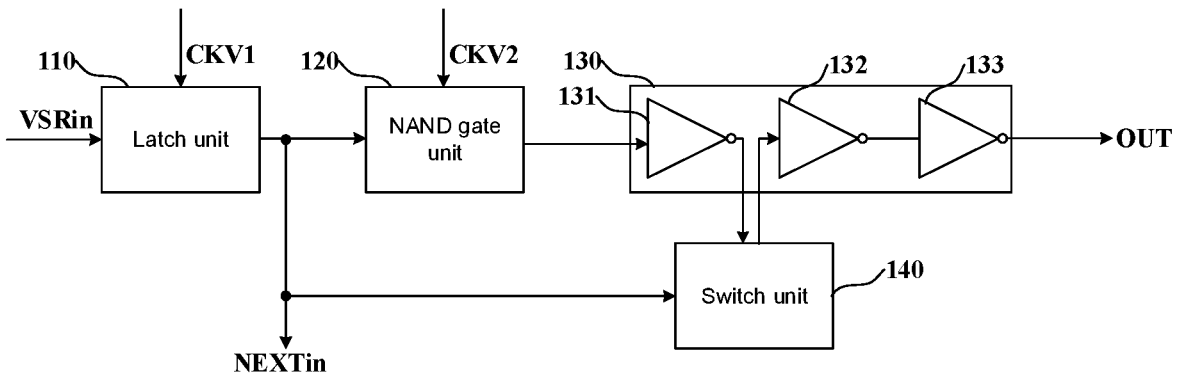 110
CKV1
120
CKV2
130
131
132
133
VSRin
Latch unit
NAND gate
unit
OUT
Switch unit
140
NEXTin